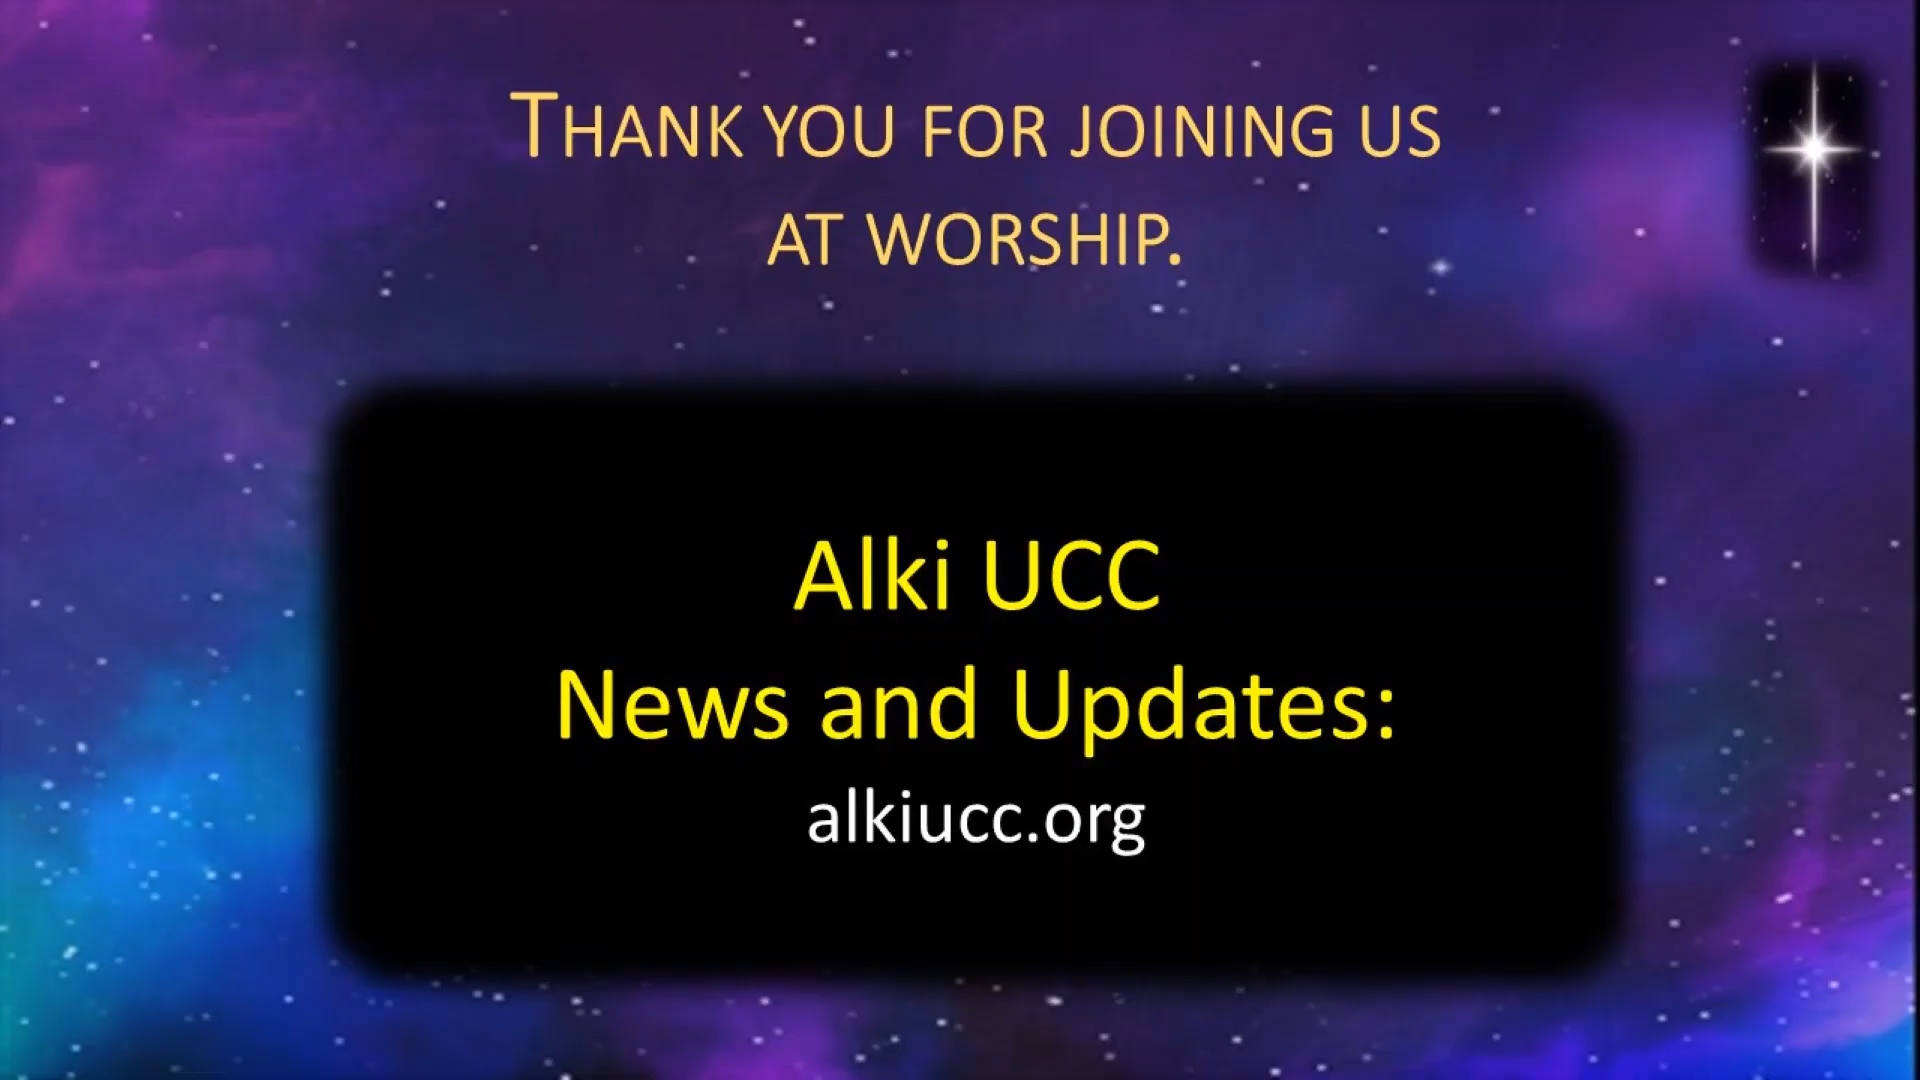 THANK YOU FOR JOINING US
AT WORSHIP.
Alki UCC
News and Updates:
alkiucc.org